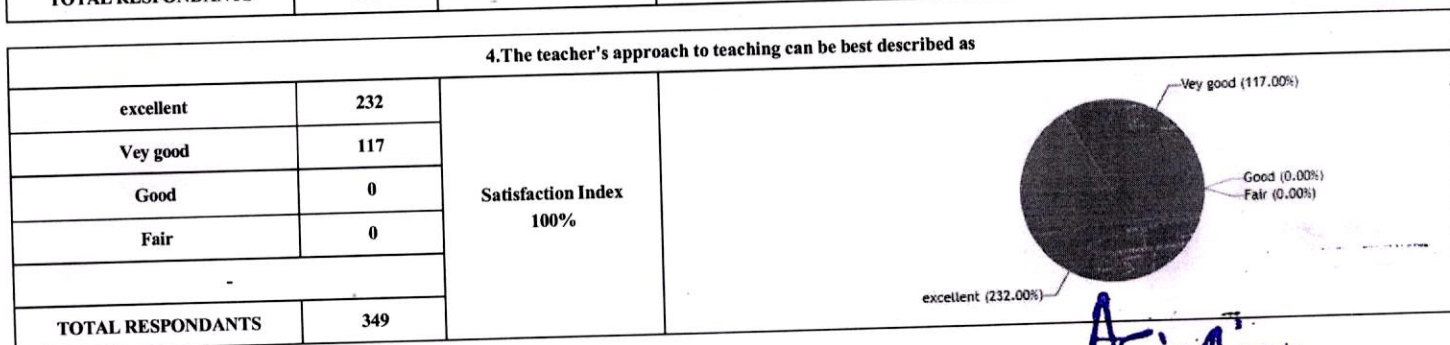 TOTAL RESPONDANTS
4.The teacher's approach to teaching can be best described as
excellent 232
Vey good 117
Good 0
Fair 0
-
TOTAL RESPONDANTS 349
Satisfaction Index
100%
Vey good (117.00%)
Good (0.00%)
Fair (0.00%)
excellent (232.00%)